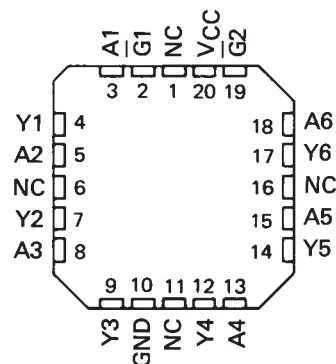 A1 G̅1 NC VCC G̅2
3 2 1 20 19
Y1 4 18 A6
A2 5 17 Y6
NC 6 16 NC
Y2 7 15 A5
A3 8 14 Y5
9 10 11 12 13
Y3 GND NC Y4 A4